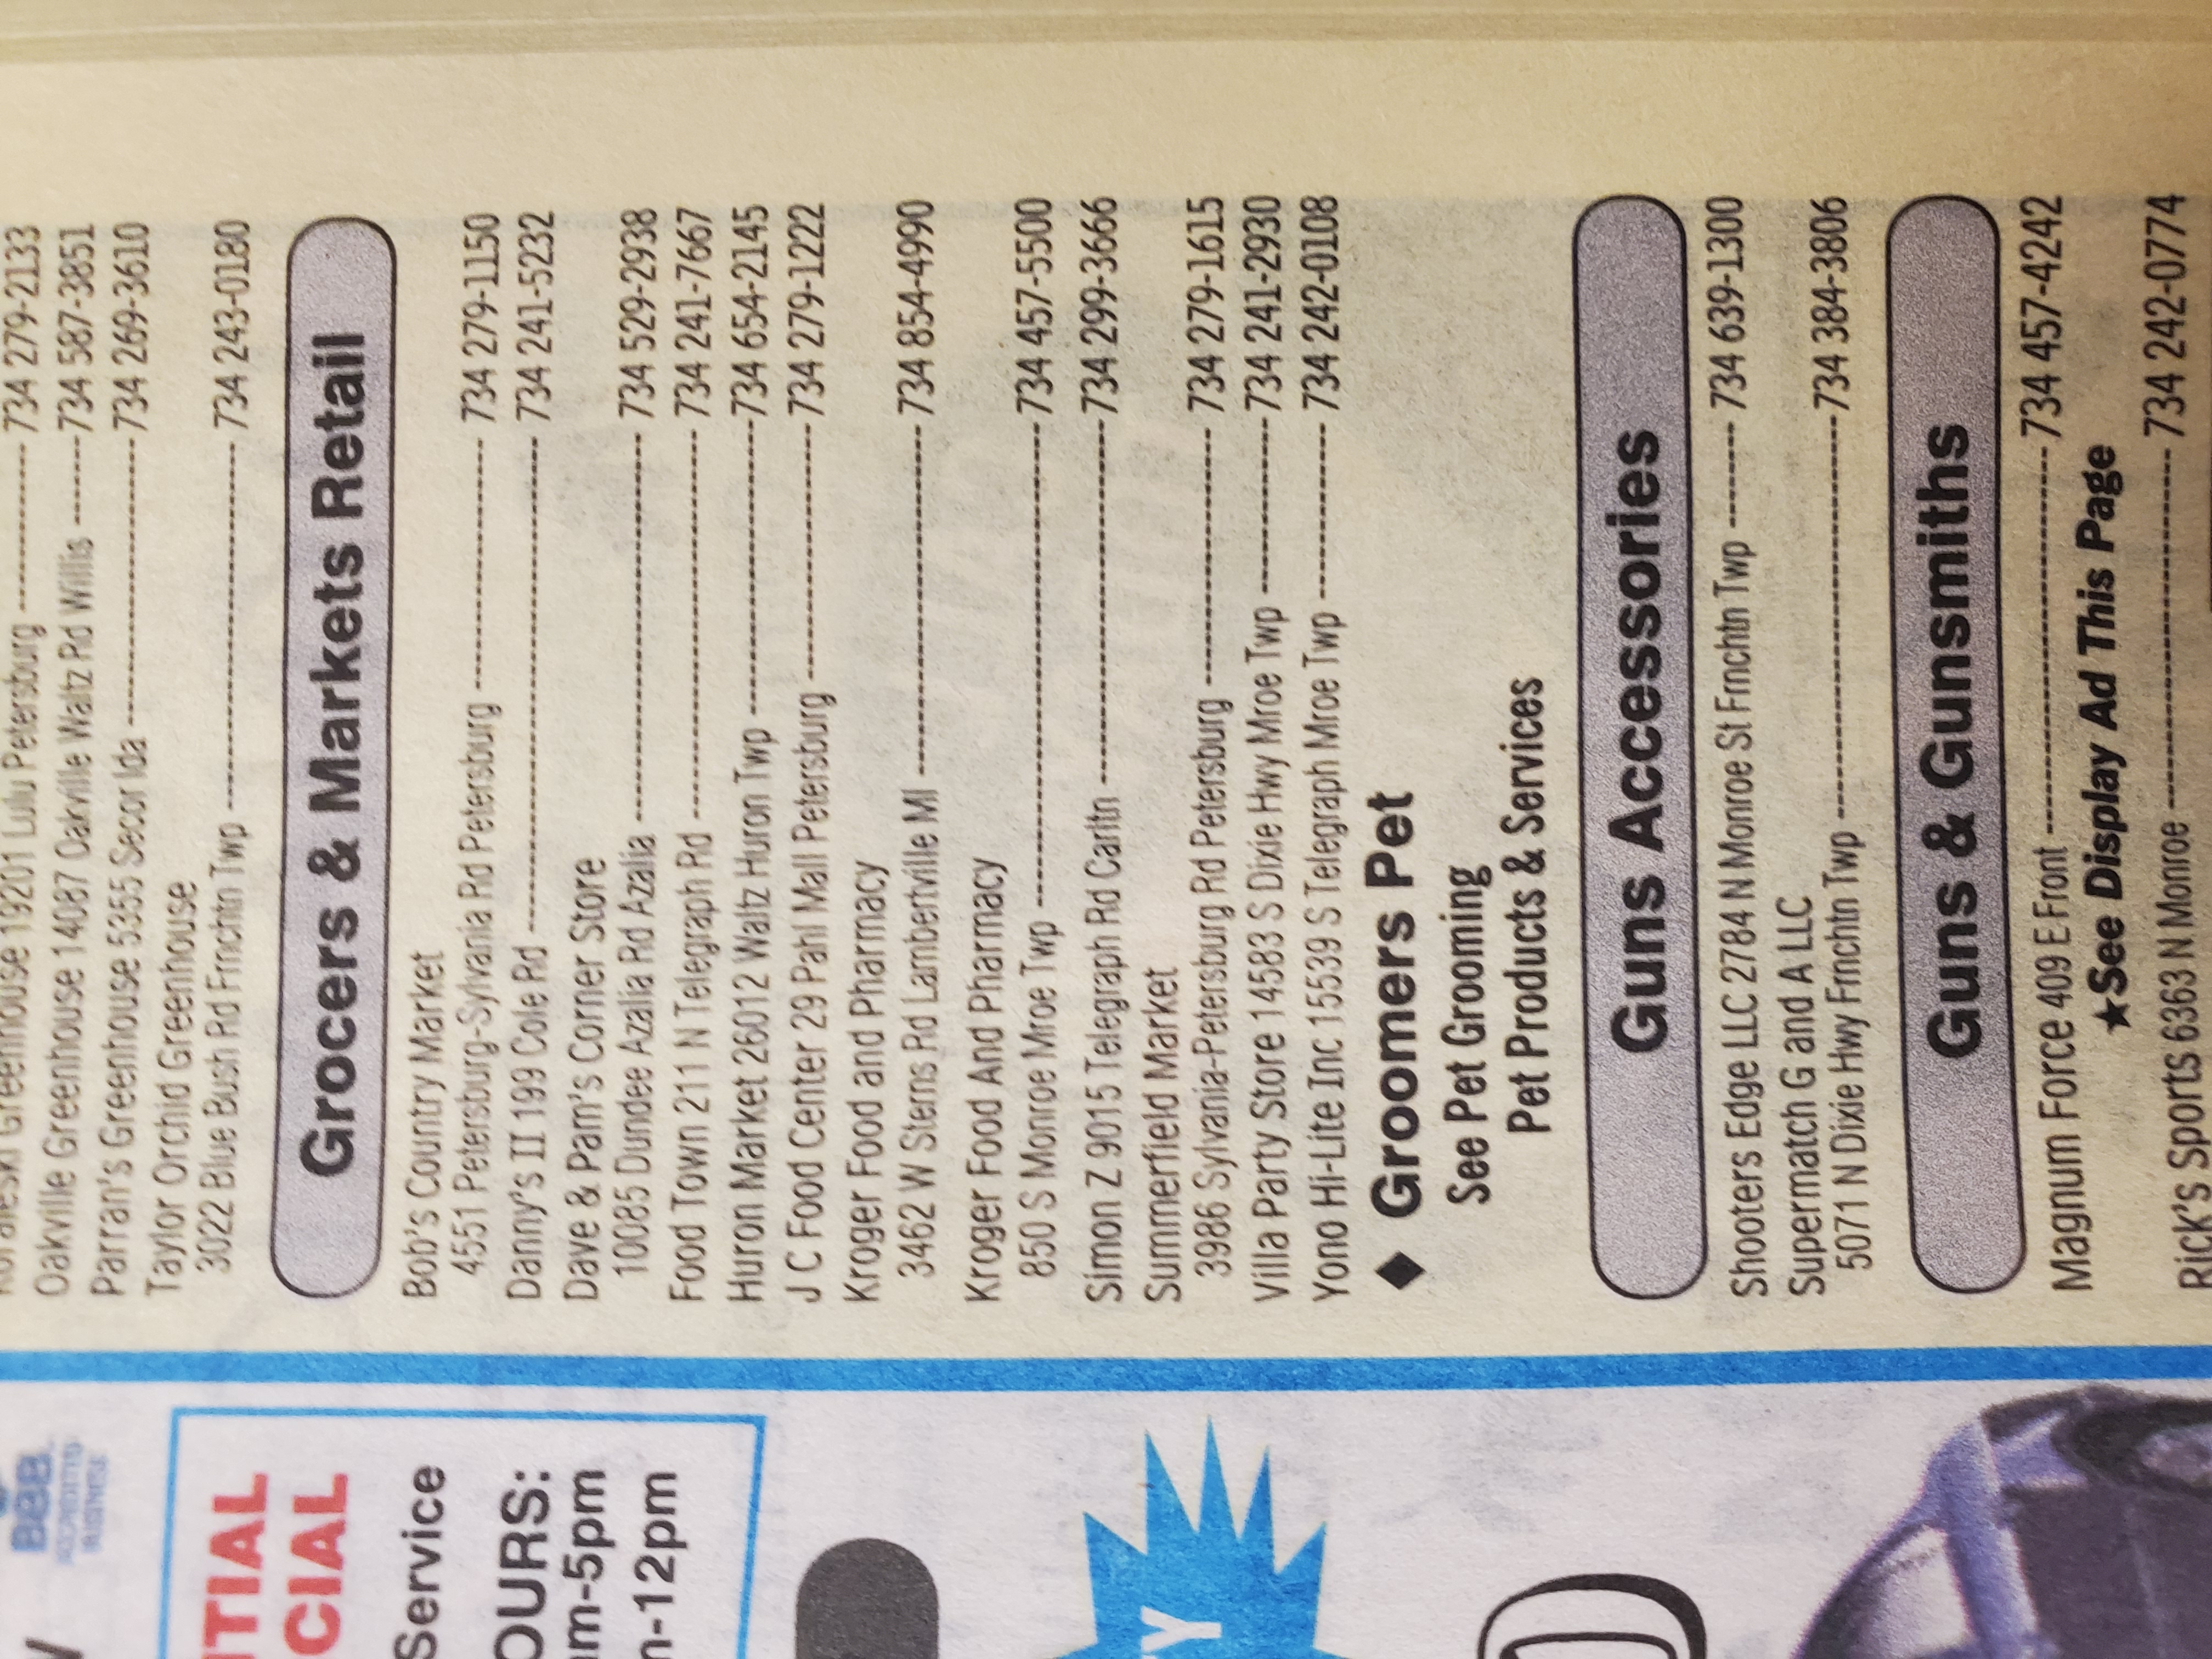 Greenhouse 19201 Lulu Petersburg ------------ 734 279-2133
Oakville Greenhouse 14087 Oakville Waltz Rd Willis ------- 734 587-3851
Parran's Greenhouse 5355 Secor Ida ------------------- 734 269-3610
Taylor Orchid Greenhouse
3022 Blue Bush Rd Frnchtn Twp ------------------------- 734 243-0180
Grocers & Markets Retail
Bob's Country Market
4551 Petersburg-Sylvania Rd Petersburg ----------------- 734 279-1150
Danny's II 199 Cole Rd --------------------------------- 734 241-5232
Dave & Pam's Corner Store
10085 Dundee Azalia Rd Azalia -------------------------- 734 529-2938
Food Town 211 N Telegraph Rd -------------------------- 734 241-7667
Huron Market 26012 Waltz Huron Twp -------------------- 734 654-2145
J C Food Center 29 Pahl Mall Petersburg ----------------- 734 279-1222
Kroger Food and Pharmacy
3462 W Sterns Rd Lambertville MI ----------------------- 734 854-4990
Kroger Food And Pharmacy
850 S Monroe Mroe Twp -------------------------------- 734 457-5500
Simon Z 9015 Telegraph Rd Carltn ------------------------ 734 299-3666
Summerfield Market
3986 Sylvania-Petersburg Rd Petersburg ----------------- 734 279-1615
Villa Party Store 14583 S Dixie Hwy Mroe Twp ------------ 734 241-2930
Yono Hi-Lite Inc 15539 S Telegraph Mroe Twp ------------ 734 242-0108
◆ Groomers Pet
See Pet Grooming
Pet Products & Services
Guns Accessories
Shooters Edge LLC 2784 N Monroe St Frnchtn Twp ------- 734 639-1300
Supermatch G and A LLC
5071 N Dixie Hwy Frnchtn Twp --------------------------- 734 384-3806
Guns & Gunsmiths
Magnum Force 409 E Front --------------------------- 734 457-4242
★See Display Ad This Page
Rick's Sports 6363 N Monroe ------------------------- 734 242-0774
BBB
ACCREDITED
BUSINESS
TIAL
CIAL
Service
OURS:
m-5pm
-12pm
Y